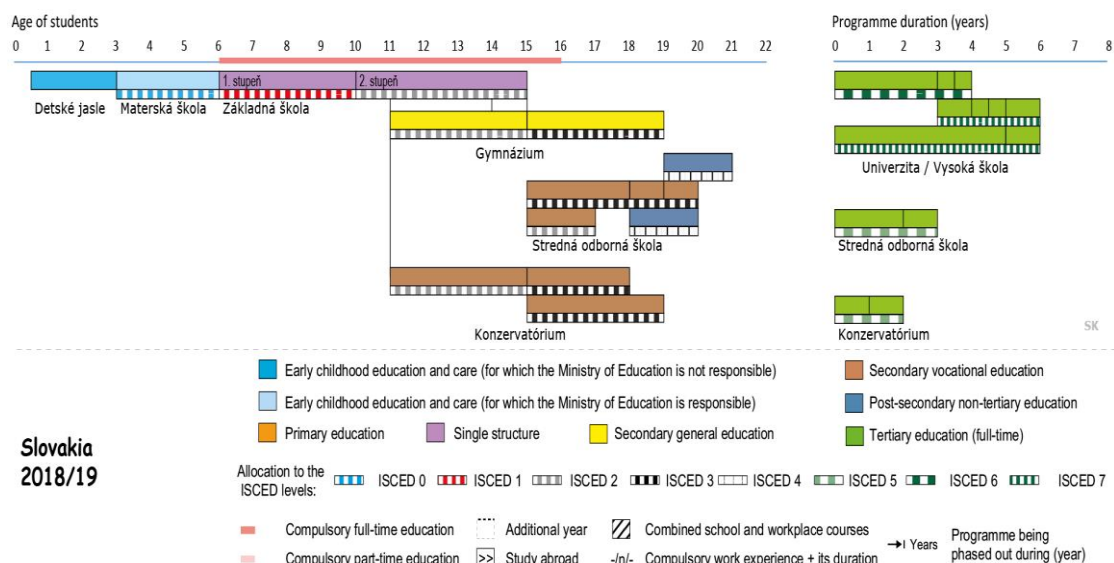 Age of students
Programme duration (years)
0 1 2 3 4 5 6 7 8 9 10 11 12 13 14 15 16 17 18 19 20 21 22
0 1 2 3 4 5 6 7 8
1. stupeň
2. stupeň
Detské jasle
Materská škola
Základná škola
Gymnázium
Univerzita / Vysoká škola
Stredná odborná škola
Stredná odborná škola
Konzervatórium
Konzervatórium
SK
Early childhood education and care (for which the Ministry of Education is not responsible)
Secondary vocational education
Early childhood education and care (for which the Ministry of Education is responsible)
Post-secondary non-tertiary education
Primary education
Single structure
Secondary general education
Tertiary education (full-time)
Slovakia
2018/19
Allocation to the
ISCED levels:
ISCED 0
ISCED 1
ISCED 2
ISCED 3
ISCED 4
ISCED 5
ISCED 6
ISCED 7
Compulsory full-time education
Additional year
Combined school and workplace courses
Years
Programme being
phased out during (year)
Compulsory part-time education
>> Study abroad
-/n/- Compulsory work experience + its duration